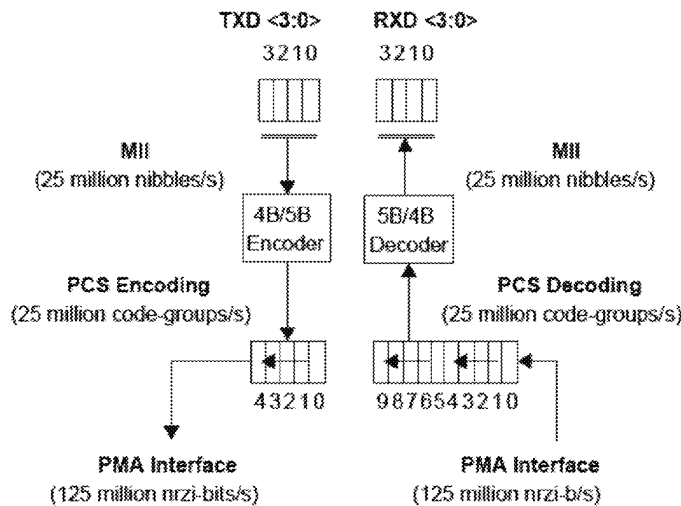 TXD <3:0>
RXD <3:0>
3210
3210
MII
(25 million nibbles/s)
MII
(25 million nibbles/s)
4B/5B
Encoder
5B/4B
Decoder
PCS Encoding
(25 million code-groups/s)
PCS Decoding
(25 million code-groups/s)
43210
9876543210
PMA Interface
(125 million nrzi-bits/s)
PMA Interface
(125 million nrzi-b/s)